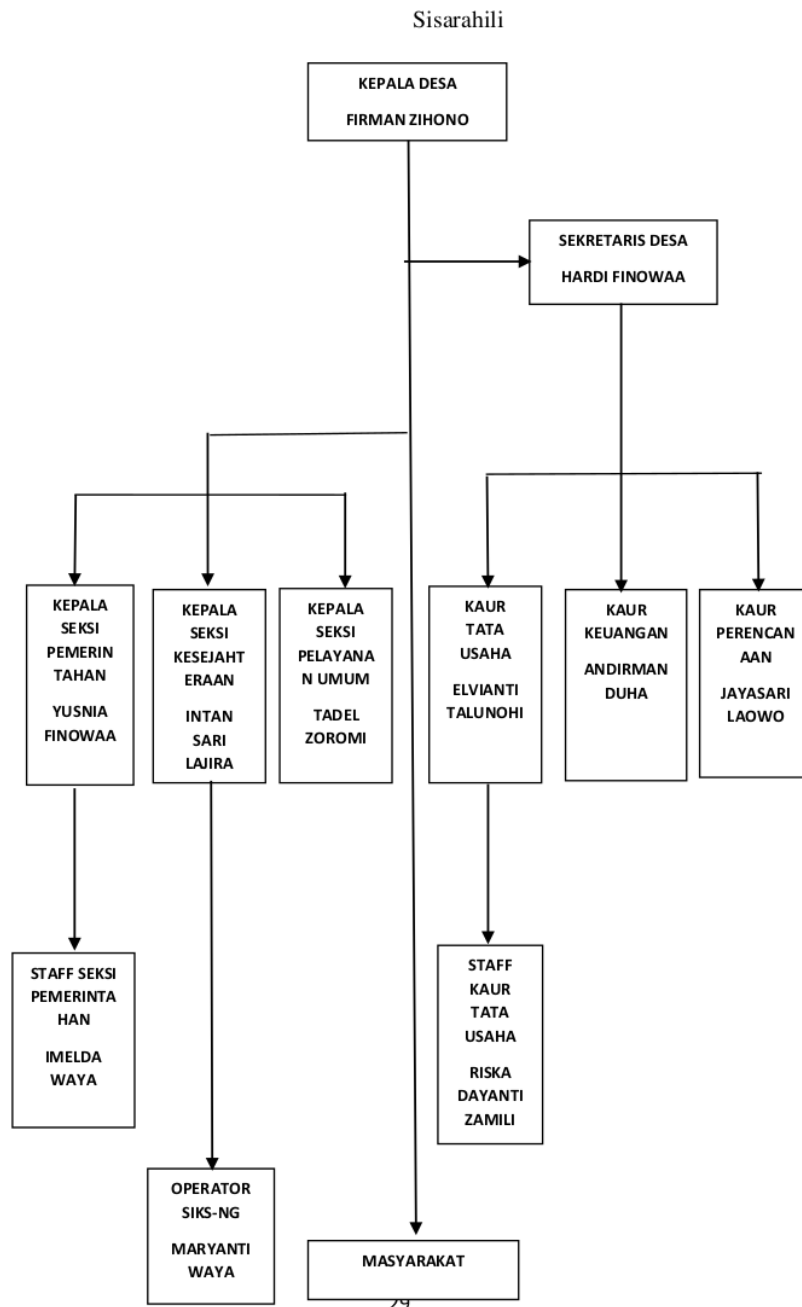 Sisarahili
KEPALA DESA
FIRMAN ZIHONO
SEKRETARIS DESA
HARDI FINOWAA
KEPALA
SEKSI
PEMERIN
TAHAN
YUSNIA
FINOWAA
KEPALA
SEKSI
KESEJAHT
ERAAN
INTAN
SARI
LAJIRA
KEPALA
SEKSI
PELAYANA
N UMUM
TADEL
ZOROMI
KAUR
TATA
USAHA
ELVIANTI
TALUNOHI
KAUR
KEUANGAN
ANDIRMAN
DUHA
KAUR
PERENCAN
AAN
JAYASARI
LAOWO
STAFF SEKSI
PEMERINTA
HAN
IMELDA
WAYA
STAFF
KAUR
TATA
USAHA
RISKA
DAYANTI
ZAMILI
OPERATOR
SIKS-NG
MARYANTI
WAYA
MASYARAKAT